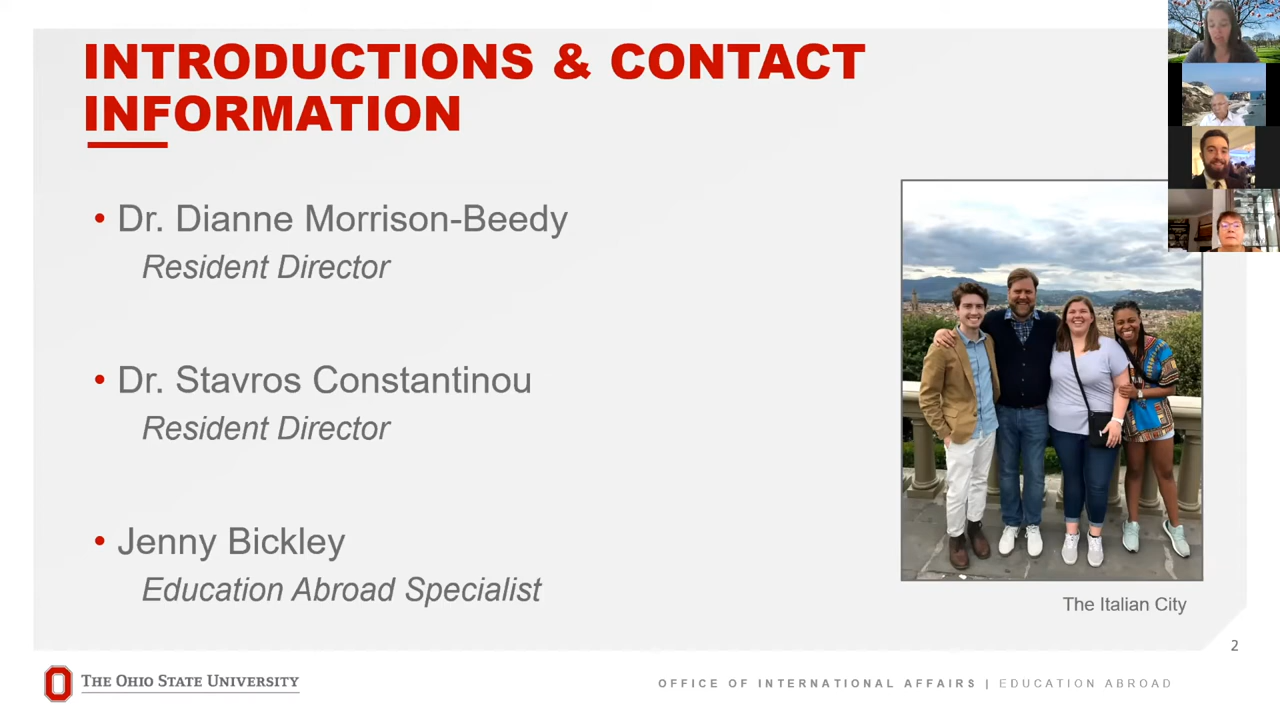 INTRODUCTIONS & CONTACT
INFORMATION
• Dr. Dianne Morrison-Beedy
Resident Director
• Dr. Stavros Constantinou
Resident Director
• Jenny Bickley
Education Abroad Specialist
The Italian City
2
THE OHIO STATE UNIVERSITY
OFFICE OF INTERNATIONAL AFFAIRS | EDUCATION ABROAD